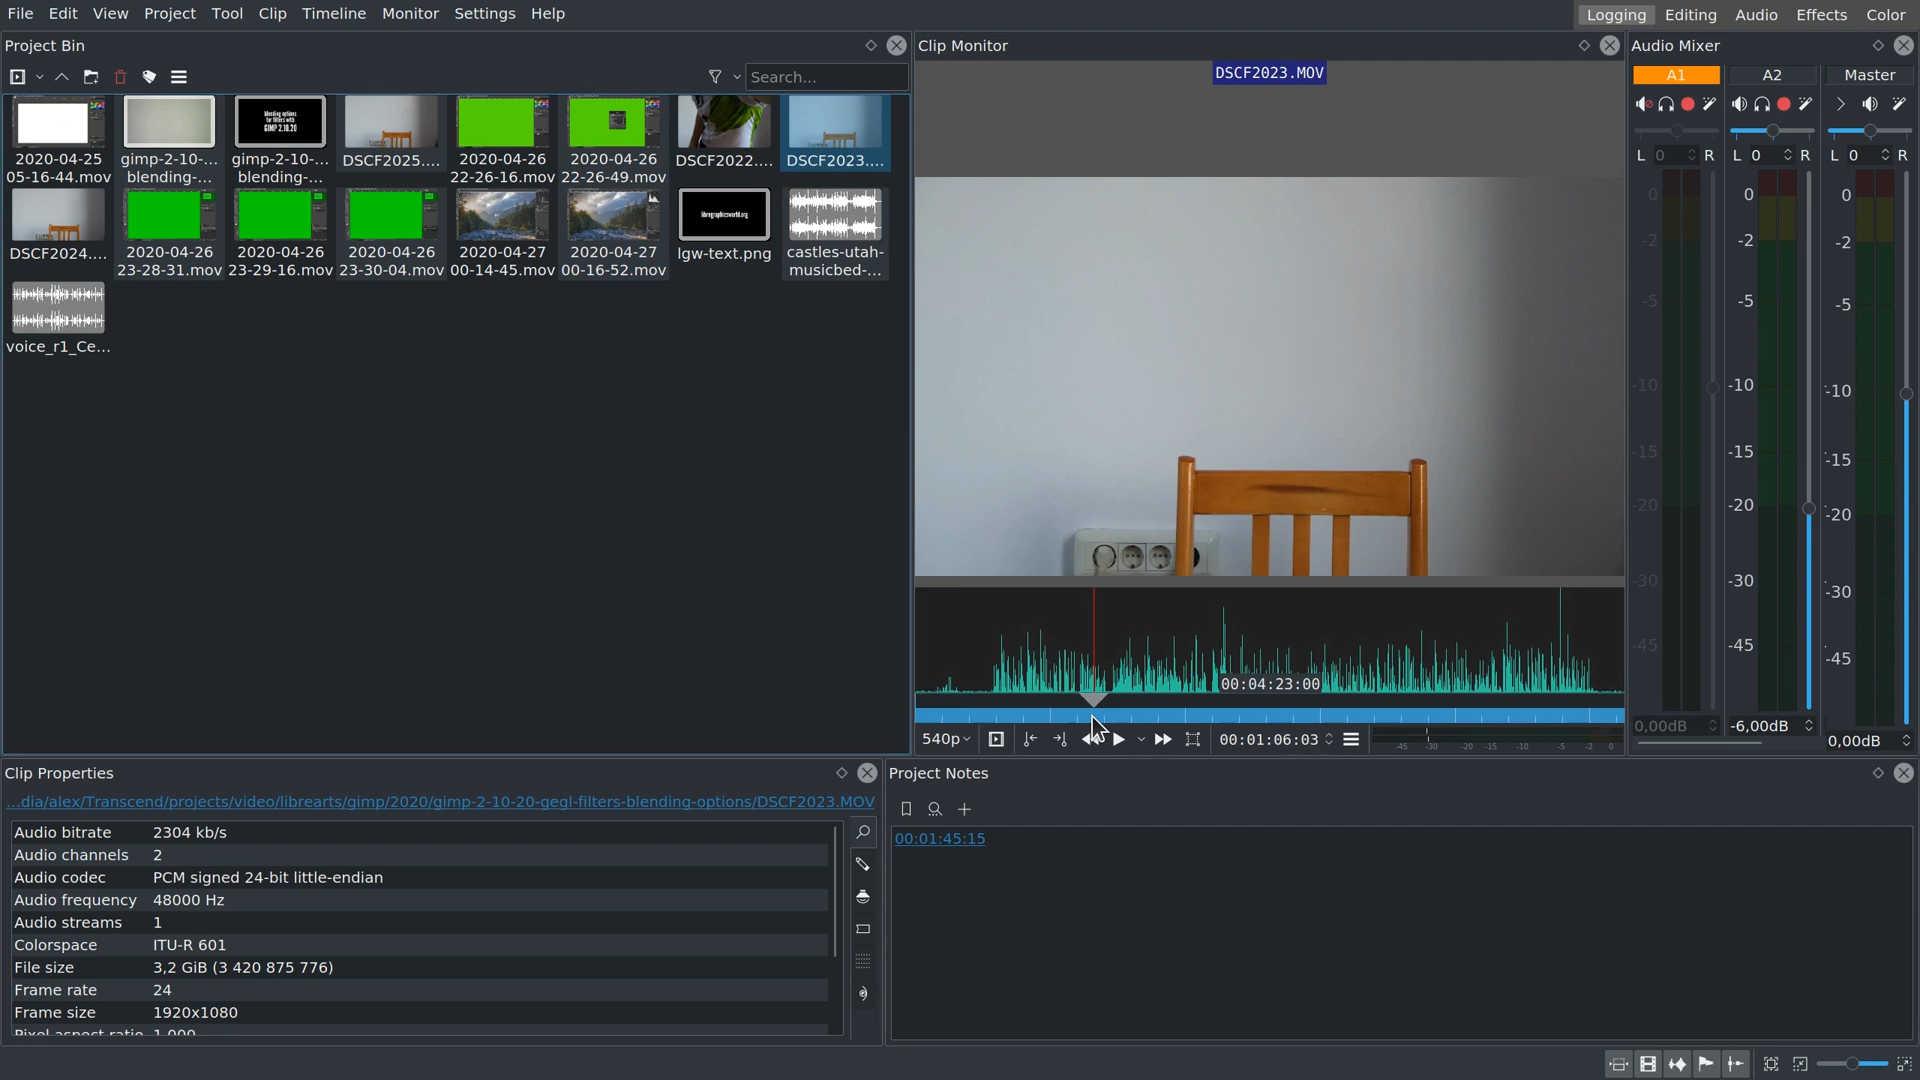 File Edit View Project Tool Clip Timeline Monitor Settings Help
Logging Editing Audio Effects Color
Project Bin
Search...
2020-04-25
05-16-44.mov
gimp-2-10-...
blending-...
blending options
for filters with
GIMP 2.10.20
gimp-2-10-...
blending-...
DSCF2025....
2020-04-26
22-26-16.mov
2020-04-26
22-26-49.mov
DSCF2022....
DSCF2023....
DSCF2024....
2020-04-26
23-28-31.mov
2020-04-26
23-29-16.mov
2020-04-26
23-30-04.mov
2020-04-27
00-14-45.mov
2020-04-27
00-16-52.mov
libregraphicsworld.org
lgw-text.png
castles-utah-
musicbed-...
voice_r1_Ce...
Clip Monitor
DSCF2023.MOV
00:04:23:00
540p
00:01:06:03
-45 -30 -20 -15 -10 -5 -2 0
Audio Mixer
A1 A2 Master
L 0 R L 0 R L 0 R
0 0 0
-2 -2 -2
-5 -5 -5
-10 -10 -10
-15 -15 -15
-20 -20 -20
-30 -30 -30
-45 -45 -45
0,00dB -6,00dB 0,00dB
Clip Properties
...dia/alex/Transcend/projects/video/librearts/gimp/2020/gimp-2-10-20-gegl-filters-blending-options/DSCF2023.MOV
Audio bitrate 2304 kb/s
Audio channels 2
Audio codec PCM signed 24-bit little-endian
Audio frequency 48000 Hz
Audio streams 1
Colorspace ITU-R 601
File size 3,2 GiB (3 420 875 776)
Frame rate 24
Frame size 1920x1080
Pixel aspect ratio 1.000
Project Notes
00:01:45:15